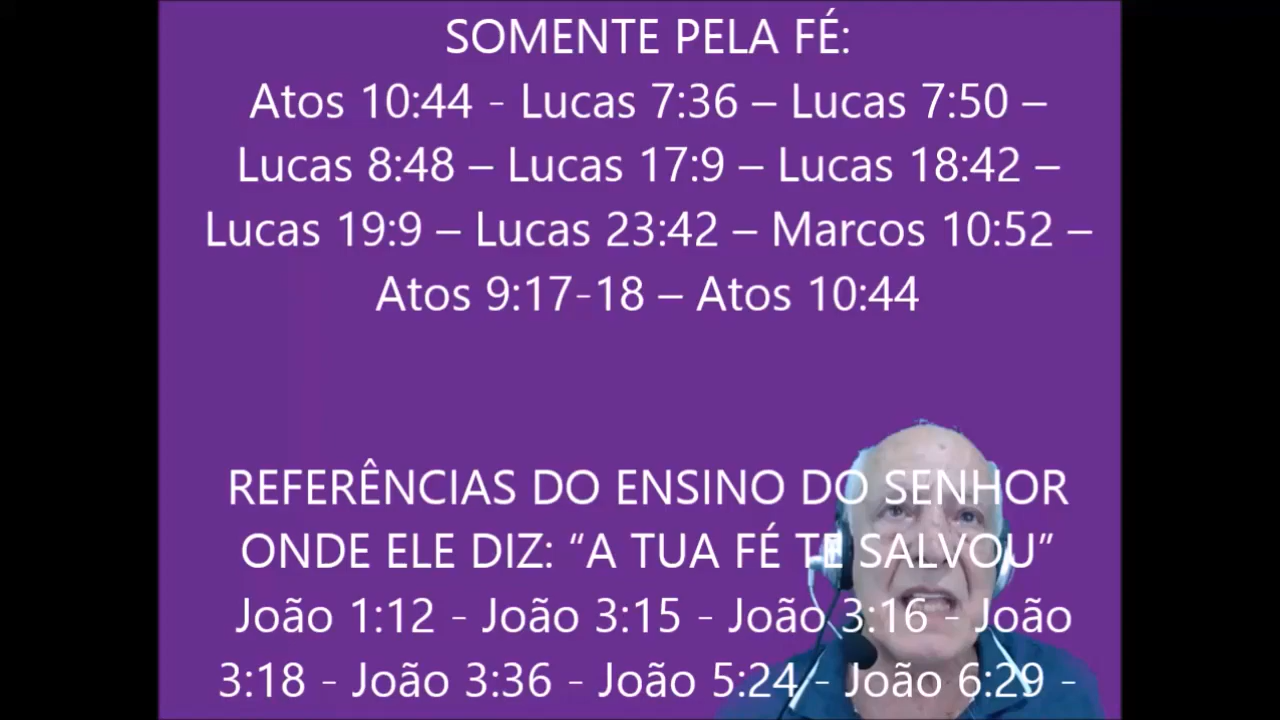 SOMENTE PELA FÉ:
Atos 10:44 - Lucas 7:36 – Lucas 7:50 –
Lucas 8:48 – Lucas 17:9 – Lucas 18:42 –
Lucas 19:9 – Lucas 23:42 – Marcos 10:52 –
Atos 9:17-18 – Atos 10:44
REFERÊNCIAS DO ENSINO DO SENHOR
ONDE ELE DIZ: “A TUA FÉ TE SALVOU”
João 1:12 - João 3:15 - João 3:16 - João
3:18 - João 3:36 - João 5:24 - João 6:29 -